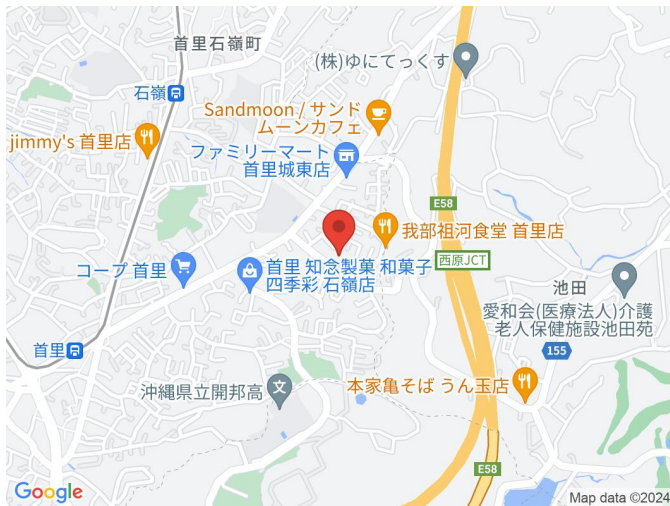 首里石嶺町
(株)ゆにてっくす
石嶺
Sandmoon / サンド
ムーンカフェ
jimmy's 首里店
ファミリーマート
首里城東店
E58
我部祖河食堂 首里店
西原JCT
コープ 首里
首里 知念製菓 和菓子
四季彩 石嶺店
池田
愛和会(医療法人)介護
老人保健施設池田苑
首里
155
沖縄県立開邦高
文
本家亀そば うん玉店
E58
Google
Map data ©2024